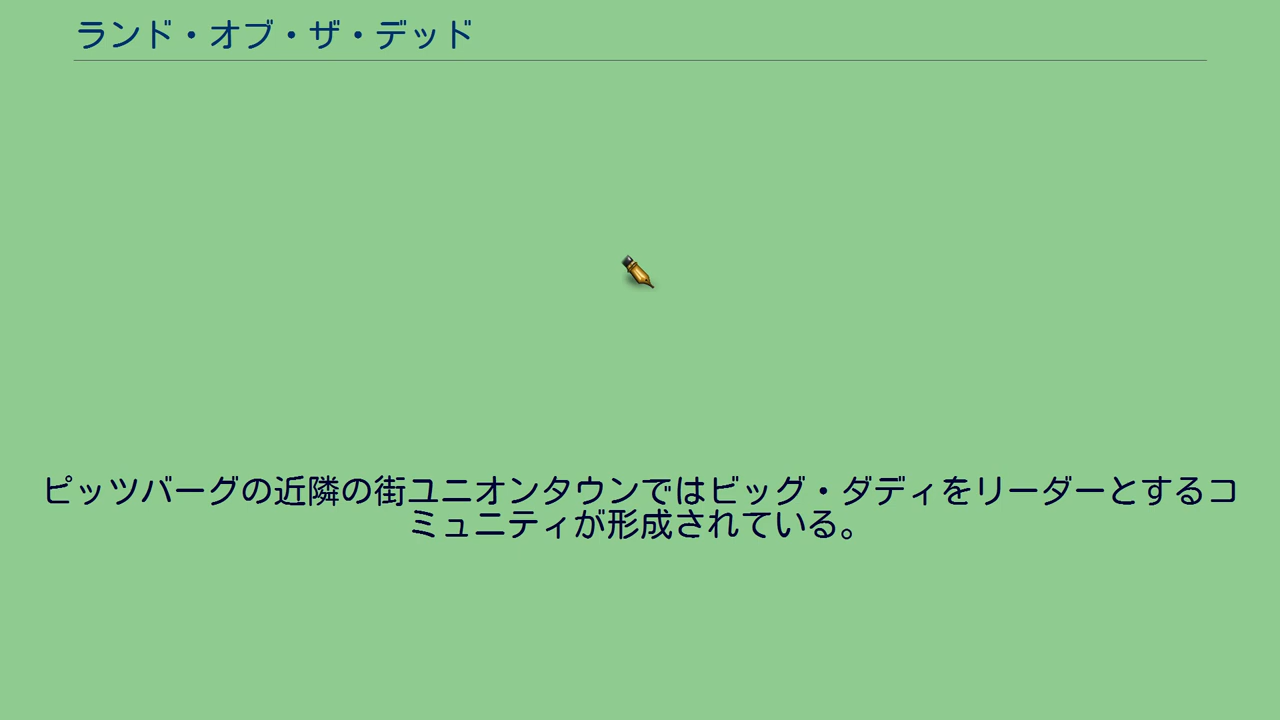 ランド・オブ・ザ・デッド
ピッツバーグの近隣の街ユニオンタウンではビッグ・ダディをリーダーとするコ
ミュニティが形成されている。